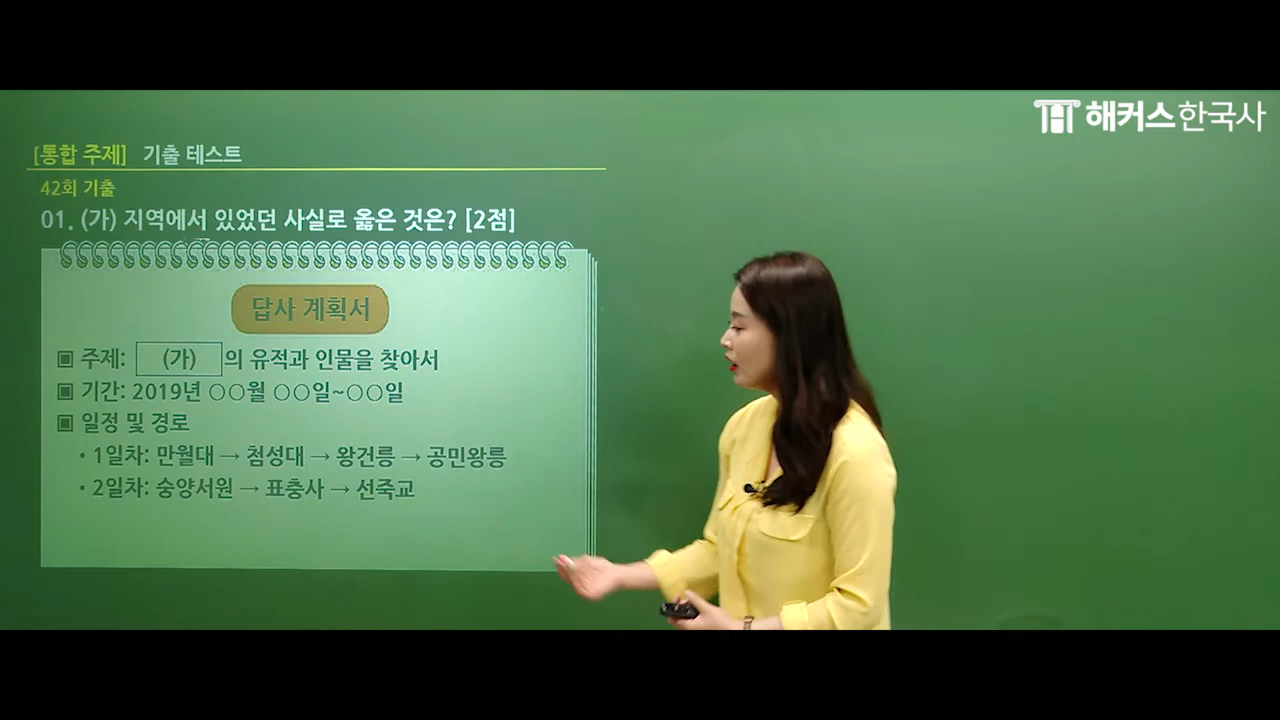 해커스한국사
[통합 주제] 기출 테스트
42회 기출
01. (가) 지역에서 있었던 사실로 옳은 것은? [2점]
답사 계획서
▣ 주제: (가) 의 유적과 인물을 찾아서
▣ 기간: 2019년 ○○월 ○○일~○○일
▣ 일정 및 경로
• 1일차: 만월대 → 첨성대 → 왕건릉 → 공민왕릉
• 2일차: 숭양서원 → 표충사 → 선죽교